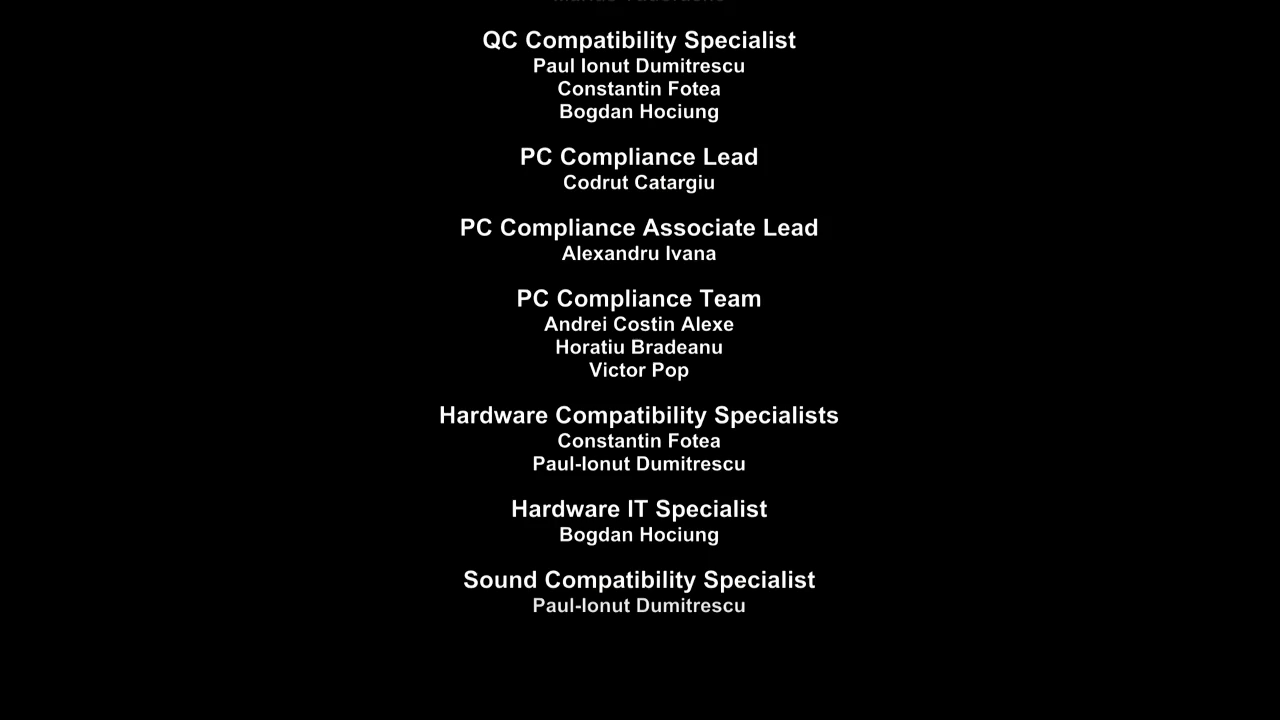 QC Compatibility Specialist
Paul Ionut Dumitrescu
Constantin Fotea
Bogdan Hociung
PC Compliance Lead
Codrut Catargiu
PC Compliance Associate Lead
Alexandru Ivana
PC Compliance Team
Andrei Costin Alexe
Horatiu Bradeanu
Victor Pop
Hardware Compatibility Specialists
Constantin Fotea
Paul-Ionut Dumitrescu
Hardware IT Specialist
Bogdan Hociung
Sound Compatibility Specialist
Paul-Ionut Dumitrescu